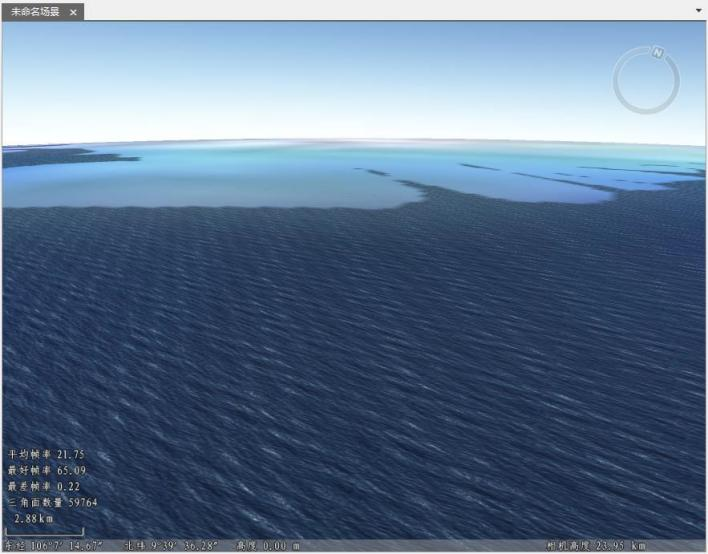 未命名场景
N
平均帧率 21.75
最好帧率 65.09
最差帧率 0.22
三角面数量 59764
2.88km
东经 106°7′ 14.67″ 北纬 9°39′ 36.28″ 高度 0.00 m 相机高度 23.95 km